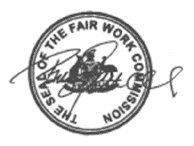 THE SEAL OF THE FAIR WORK COMMISSION